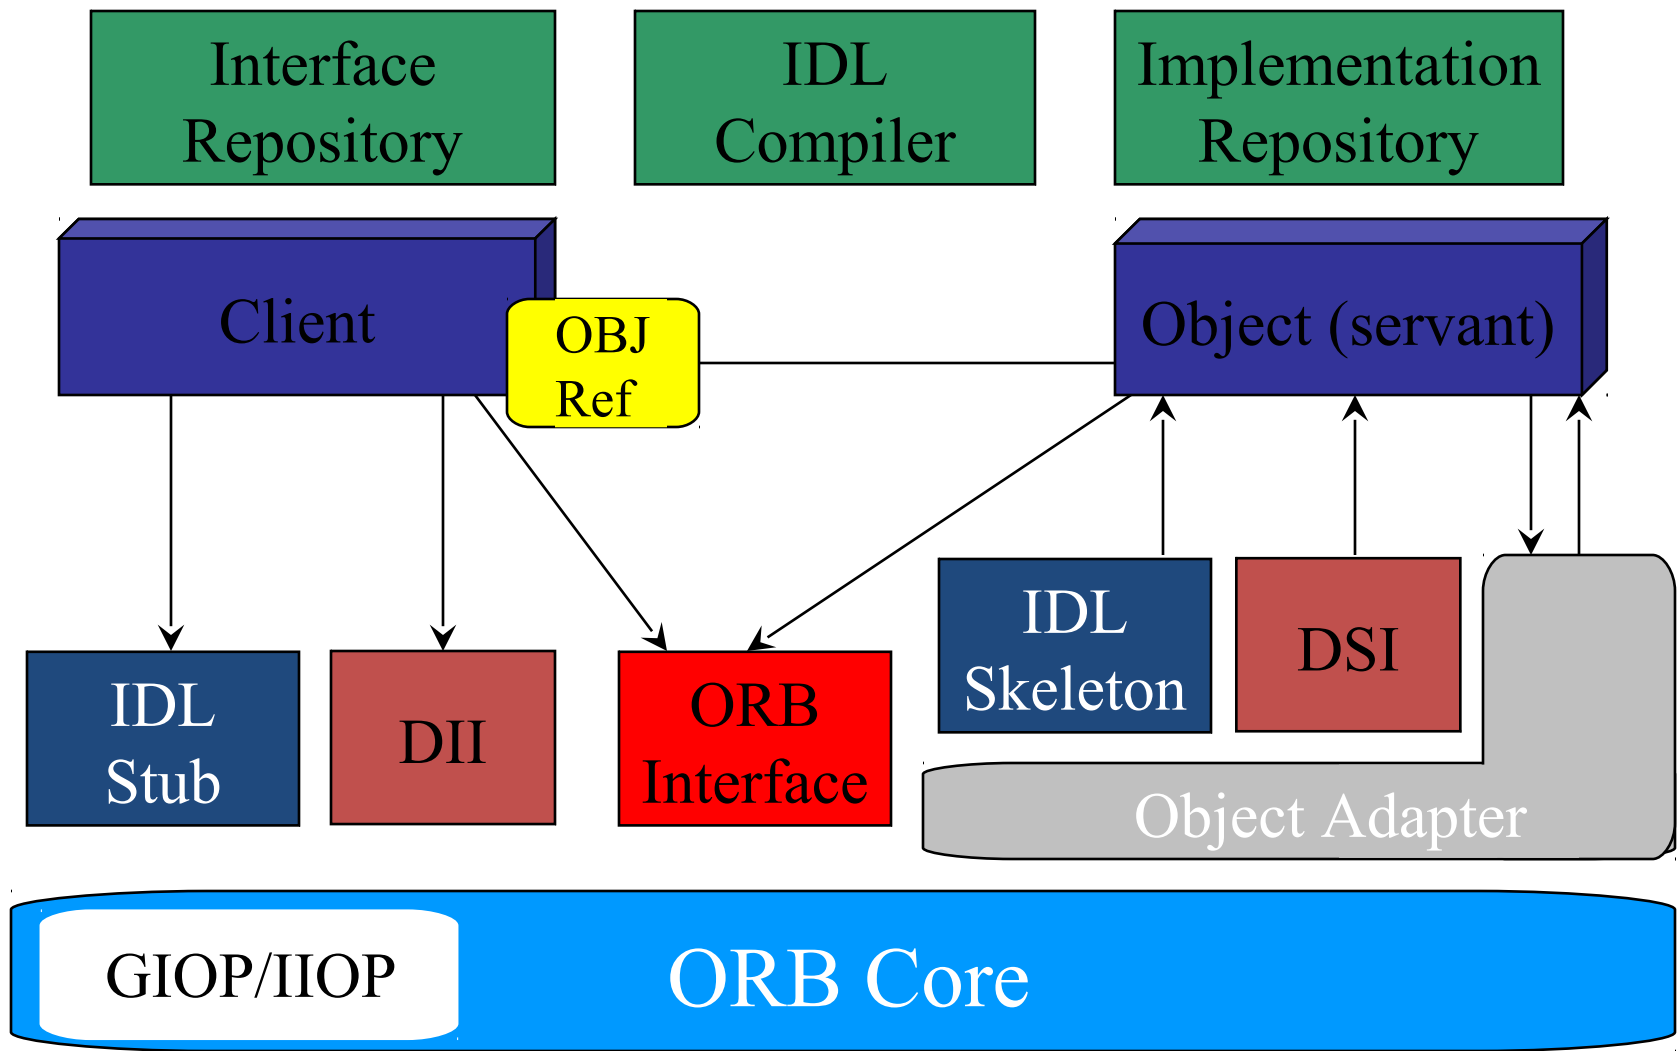 Interface
Repository
IDL
Compiler
Implementation
Repository
Client
OBJ
Ref
Object (servant)
IDL
Stub
DII
ORB
Interface
IDL
Skeleton
DSI
Object Adapter
GIOP/IIOP
ORB Core